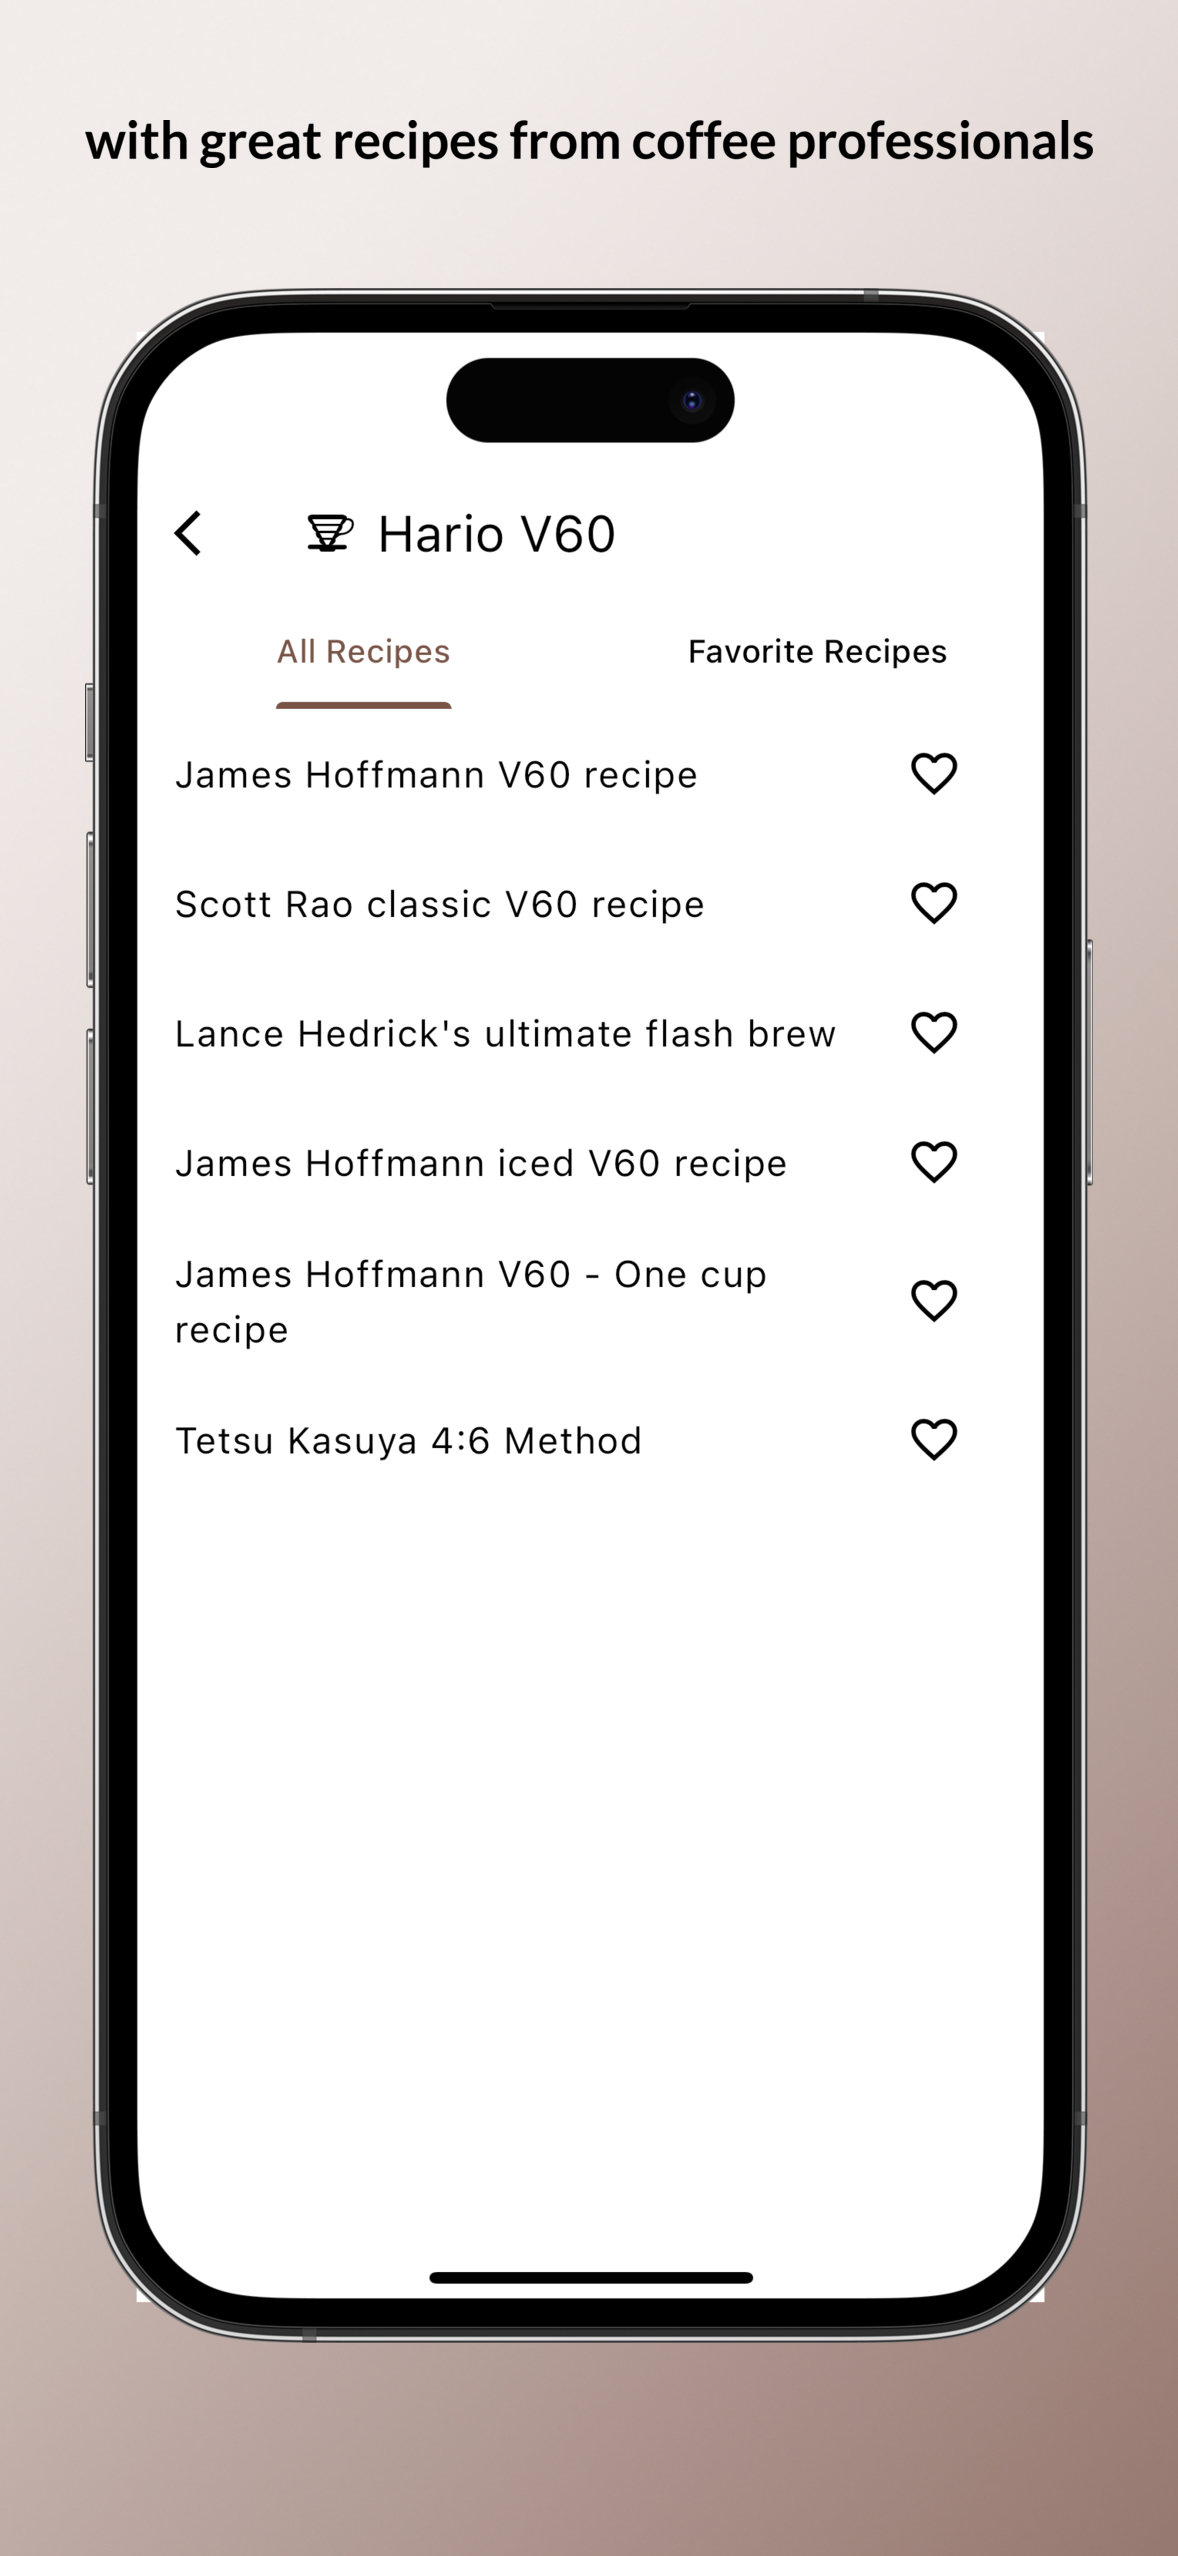 with great recipes from coffee professionals
Hario V60
All Recipes
Favorite Recipes
James Hoffmann V60 recipe
Scott Rao classic V60 recipe
Lance Hedrick's ultimate flash brew
James Hoffmann iced V60 recipe
James Hoffmann V60 - One cup
recipe
Tetsu Kasuya 4:6 Method